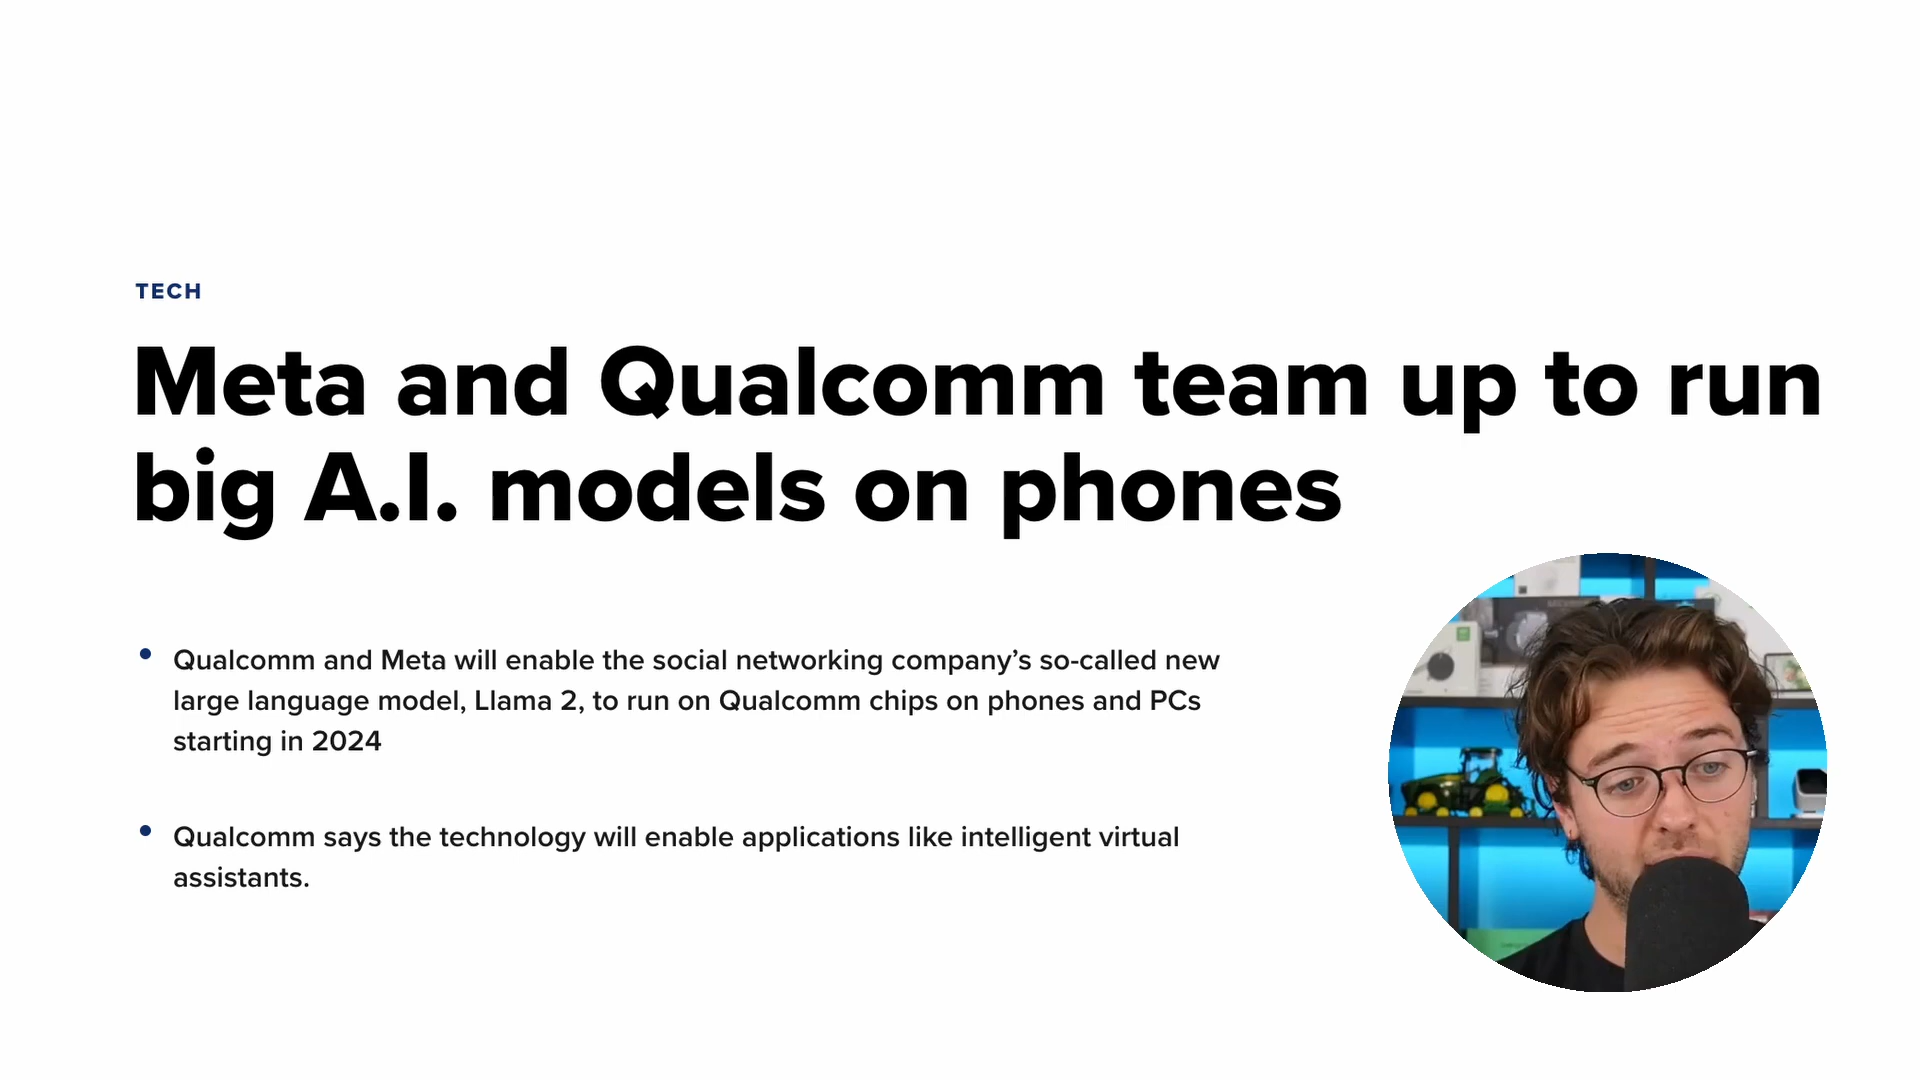 TECH
Meta and Qualcomm team up to run
big A.I. models on phones
• Qualcomm and Meta will enable the social networking company’s so-called new
large language model, Llama 2, to run on Qualcomm chips on phones and PCs
starting in 2024
• Qualcomm says the technology will enable applications like intelligent virtual
assistants.